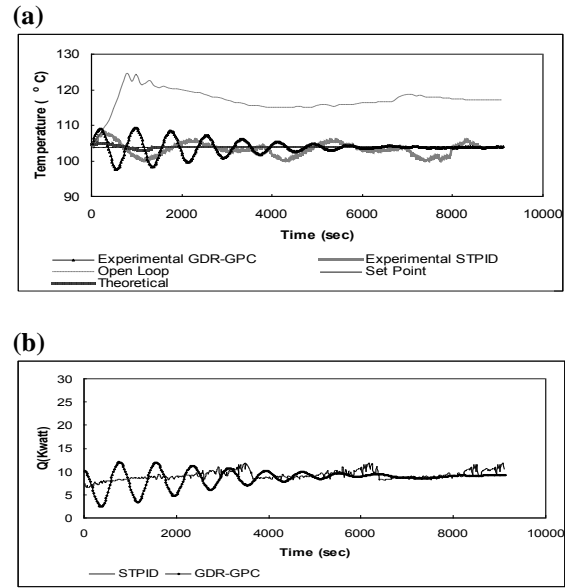 (a)
Temperature ( ° C)
130
120
110
100
90
0 2000 4000 6000 8000 10000
Time (sec)
Experimental GDR-GPC Experimental STPID
Open Loop Set Point
Theoretical
(b)
Q(Kwatt)
30
25
20
15
10
5
0
0 2000 4000 6000 8000 10000
Time (sec)
STPID GDR-GPC